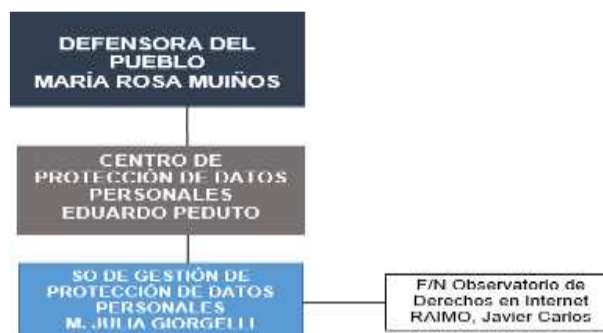 DEFENSORA DEL
PUEBLO
MARÍA ROSA MUIÑOS
CENTRO DE
PROTECCIÓN DE DATOS
PERSONALES
EDUARDO PEDUTO
SO DE GESTIÓN DE
PROTECCIÓN DE DATOS
PERSONALES
M. JULIA GIORGELLI
F/N Observatorio de
Derechos en Internet
RAIMO, Javier Carlos